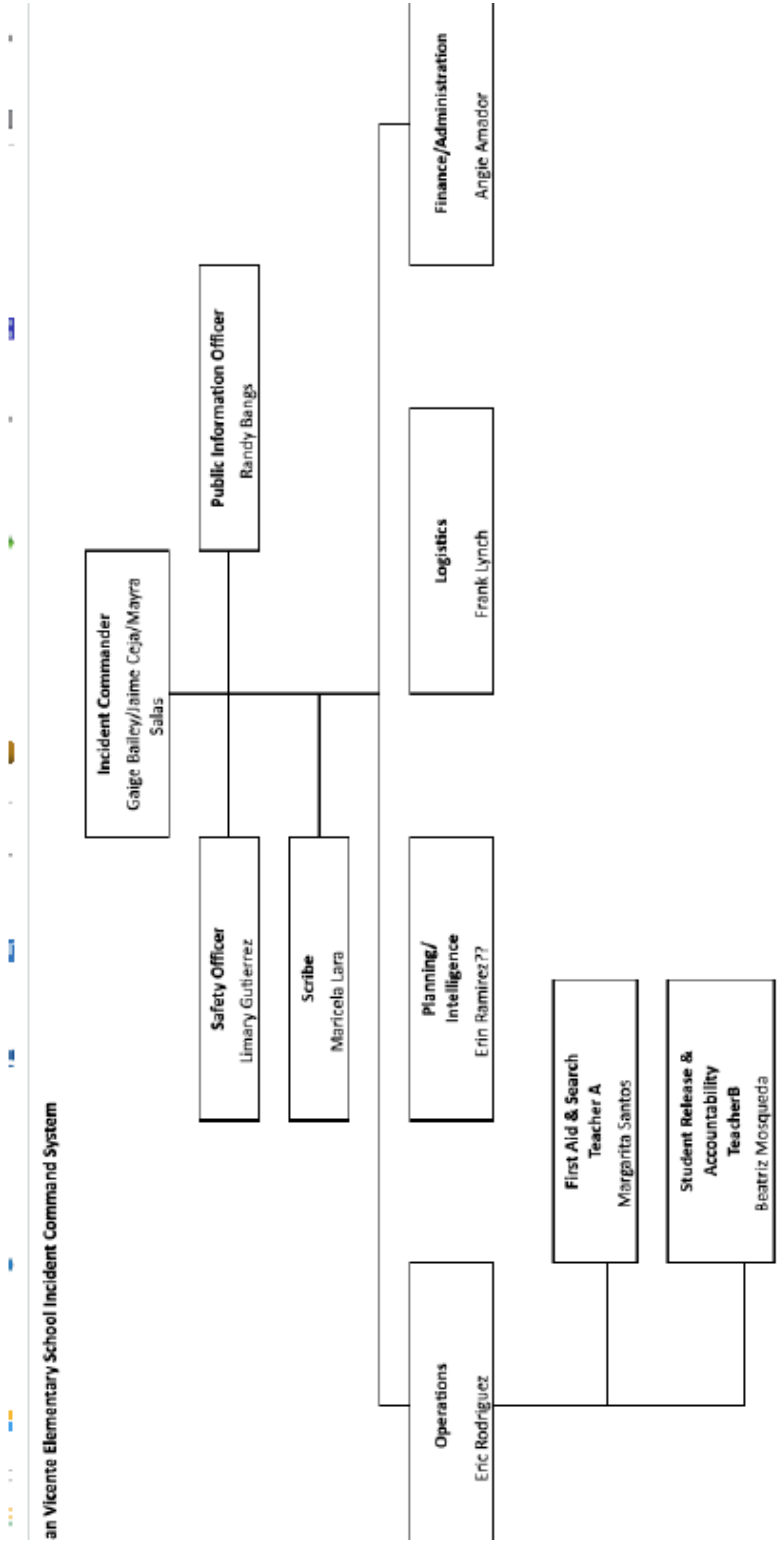 an Vicente Elementary School Incident Command System
Incident Commander
Gaige Bailey/Jaime Ceja/Mayra
Salas
Safety Officer
Limary Gutierrez
Public Information Officer
Randy Bangs
Scribe
Maricela Lara
Operations
Eric Rodriguez
Planning/
Intelligence
Erin Ramirez??
Logistics
Frank Lynch
Finance/Administration
Angie Amador
First Aid & Search
Teacher A
Margarita Santos
Student Release &
Accountability
TeacherB
Beatriz Mosqueda